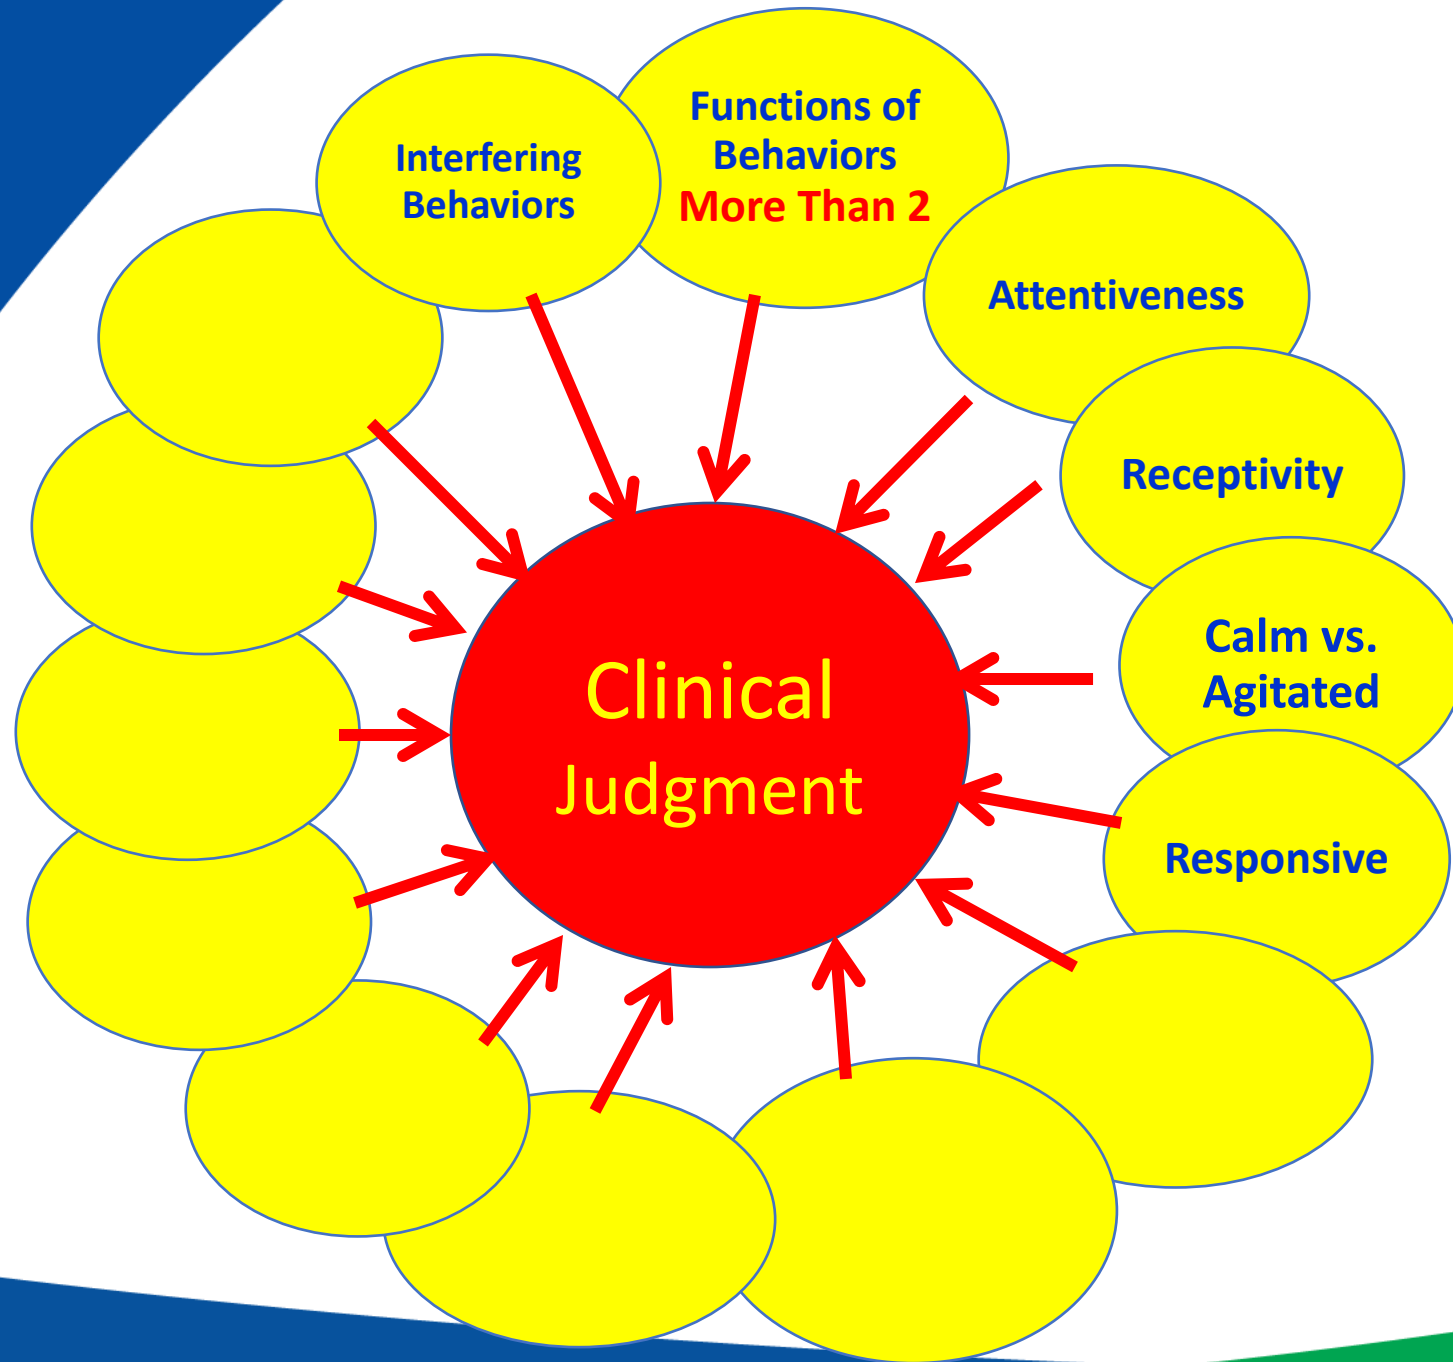 Interfering
Behaviors
Functions of
Behaviors
More Than 2
Attentiveness
Receptivity
Calm vs.
Agitated
Responsive
Clinical
Judgment